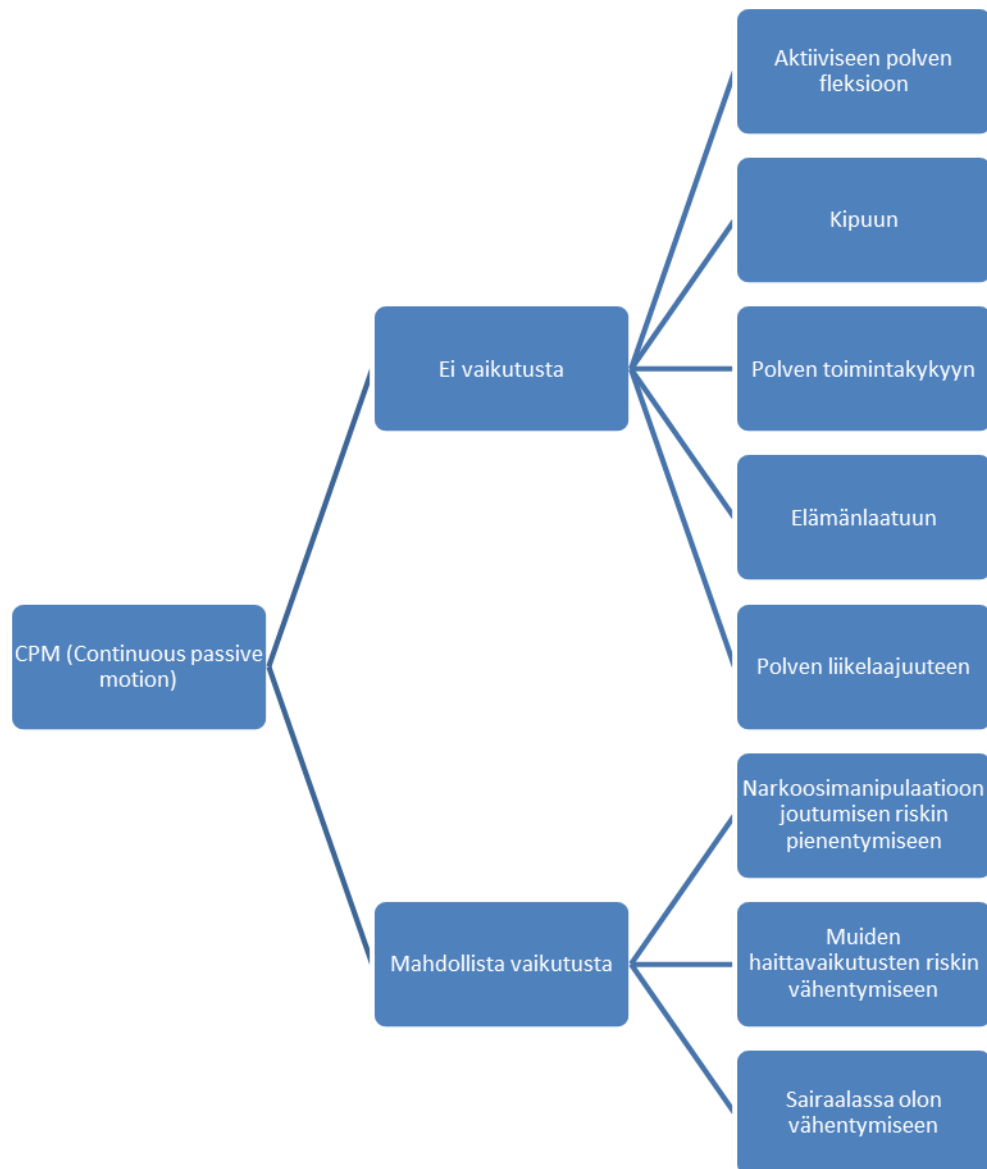 Aktiiviseen polven
fleksioon
Kipuun
Ei vaikutusta
Polven toimintakykyyn
Elämänlaatuun
CPM (Continuous passive
motion)
Polven liikelaajuuteen
Narkoosimanipulaatioon
joutumisen riskin
pienentymiseen
Mahdollista vaikutusta
Muiden
haittavaikutusten riskin
vähentymiseen
Sairaalassa olon
vähentymiseen